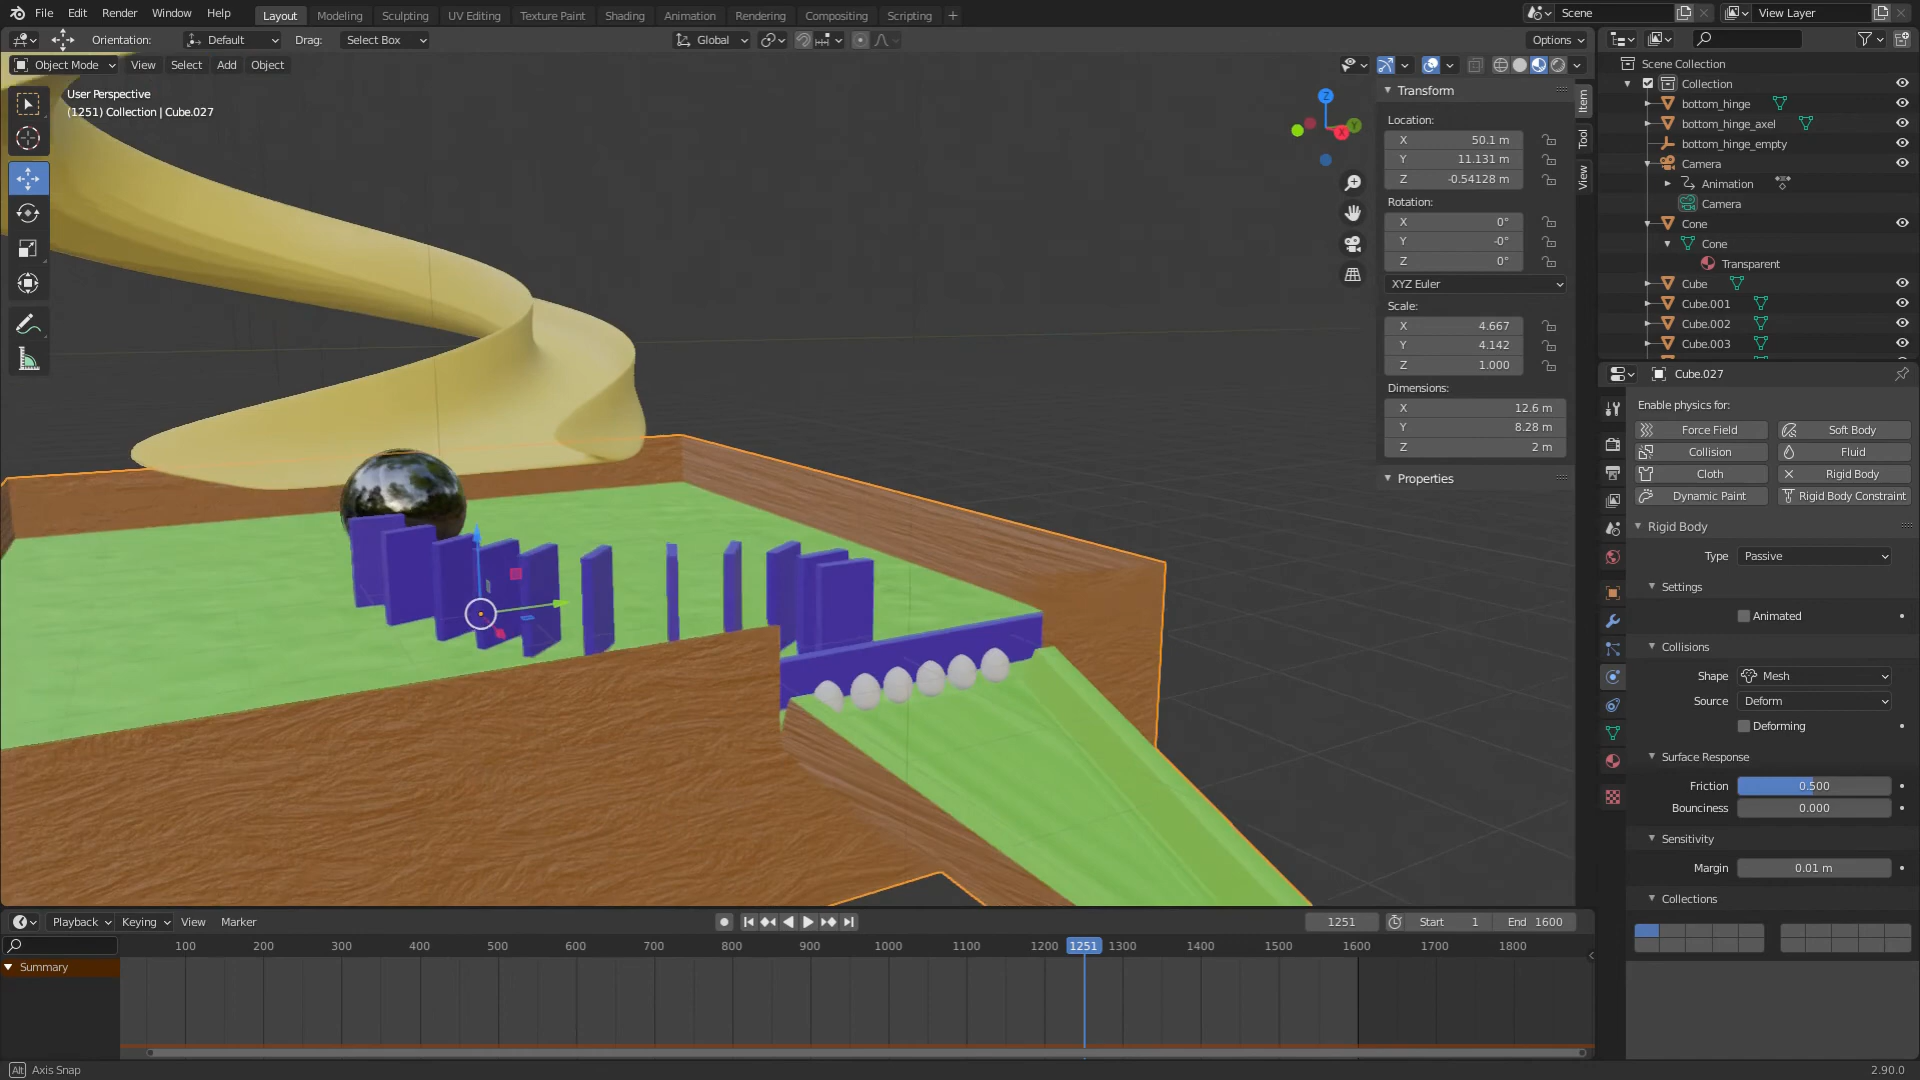 File Edit Render Window Help Layout Modeling Sculpting UV Editing Texture Paint Shading Animation Rendering Compositing Scripting + Scene View Layer
Orientation: Default Drag: Select Box Global Options
Object Mode View Select Add Object
User Perspective
(1251) Collection | Cube.027
Z
Y
X
Item
Tool
View
Transform
Location:
X 50.1 m
Y 11.131 m
Z -0.54128 m
Rotation:
X 0°
Y -0°
Z 0°
XYZ Euler
Scale:
X 4.667
Y 4.142
Z 1.000
Dimensions:
X 12.6 m
Y 8.28 m
Z 2 m
Properties
Scene Collection
Collection
bottom_hinge
bottom_hinge_axel
bottom_hinge_empty
Camera
Animation
Camera
Cone
Cone
Transparent
Cube
Cube.001
Cube.002
Cube.003
Cube.027
Enable physics for:
Force Field Soft Body
Collision Fluid
Cloth Rigid Body
Dynamic Paint Rigid Body Constraint
Rigid Body
Type Passive
Settings
Animated
Collisions
Shape Mesh
Source Deform
Deforming
Surface Response
Friction 0.500
Bounciness 0.000
Sensitivity
Margin 0.01 m
Collections
Playback Keying View Marker 1251 Start 1 End 1600
100 200 300 400 500 600 700 800 900 1000 1100 1200 1251 1300 1400 1500 1600 1700 1800
Summary
Alt Axis Snap 2.90.0